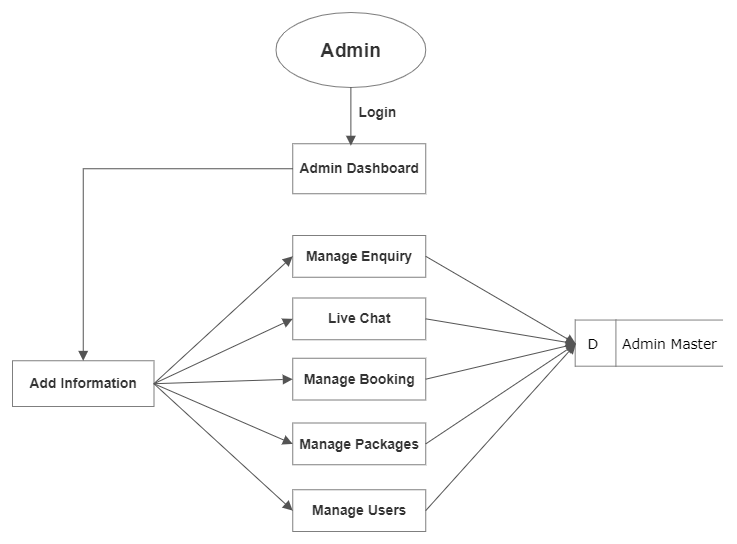 Admin
Login
Admin Dashboard
Manage Enquiry
Live Chat
D
Admin Master
Add Information
Manage Booking
Manage Packages
Manage Users